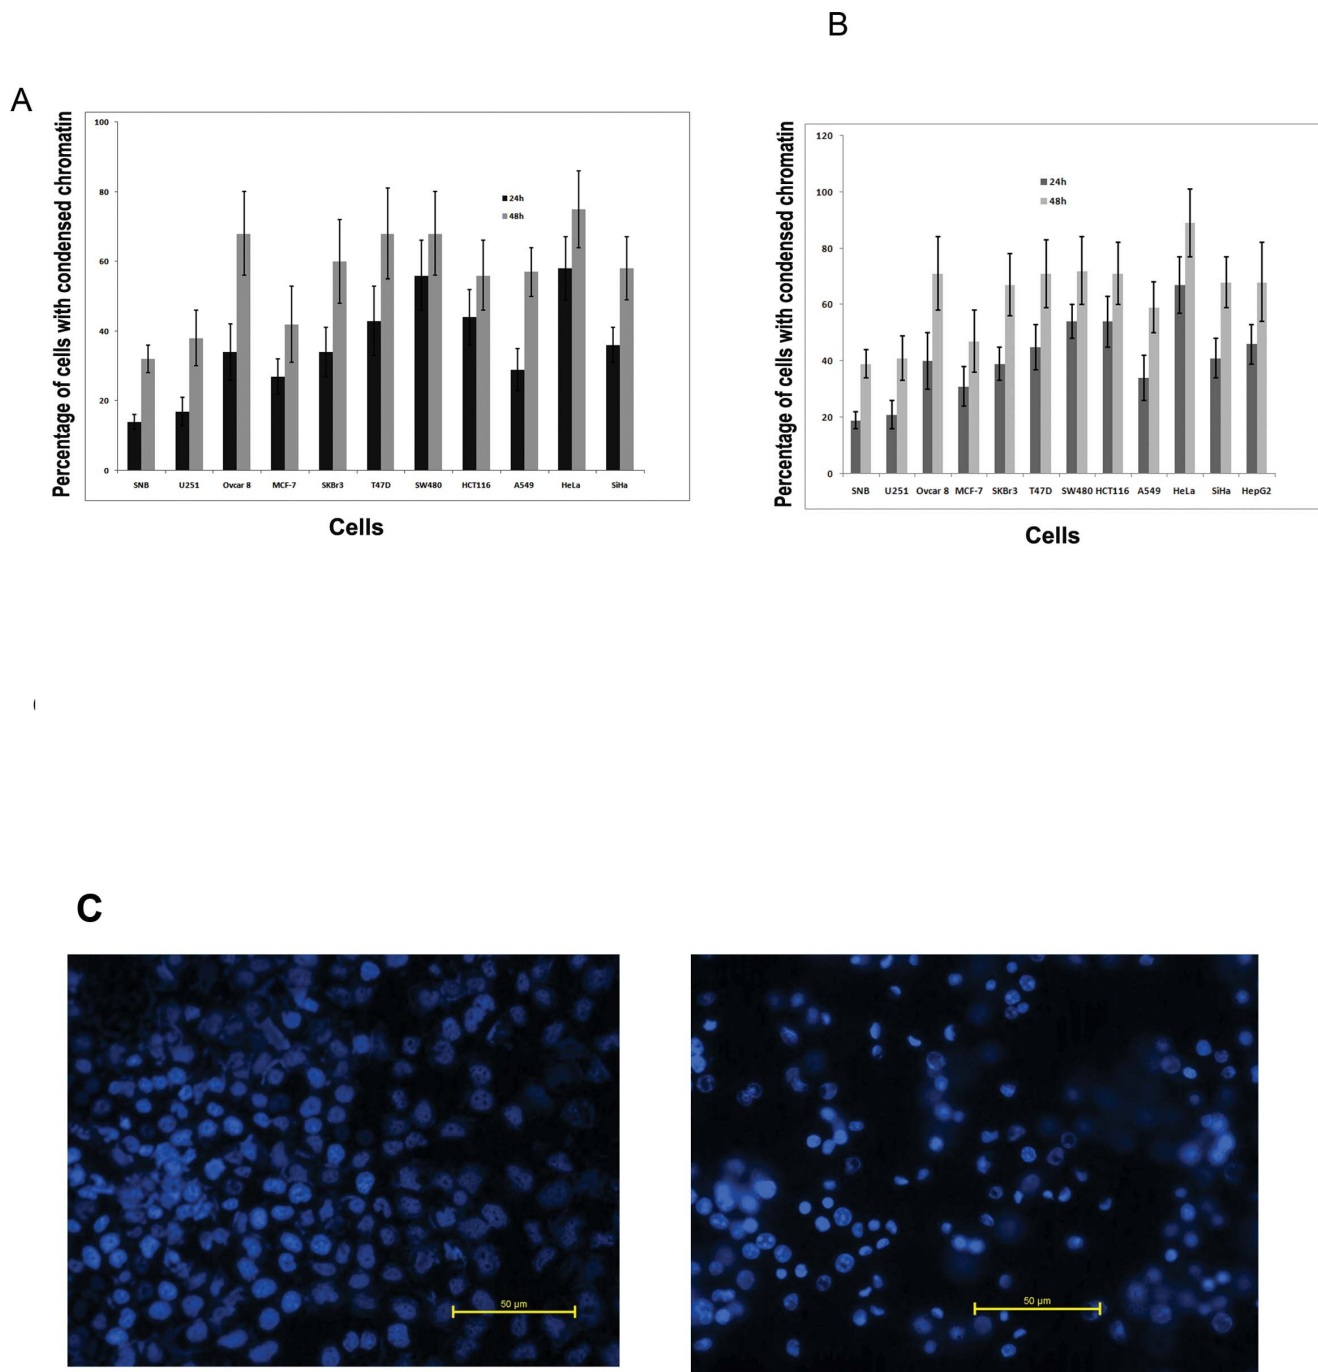 B
A
Percentage of cells with condensed chromatin
100
80
60
40
20
0
24h
48h
SNB U251 Ovcar 8 MCF-7 SKBr3 T47D SW480 HCT116 A549 HeLa SiHa
Cells
Percentage of cells with condensed chromatin
120
100
80
60
40
20
0
24h
48h
SNB U251 Ovcar 8 MCF-7 SKBr3 T47D SW480 HCT116 A549 HeLa SiHa HepG2
Cells
C
50 µm
50 µm